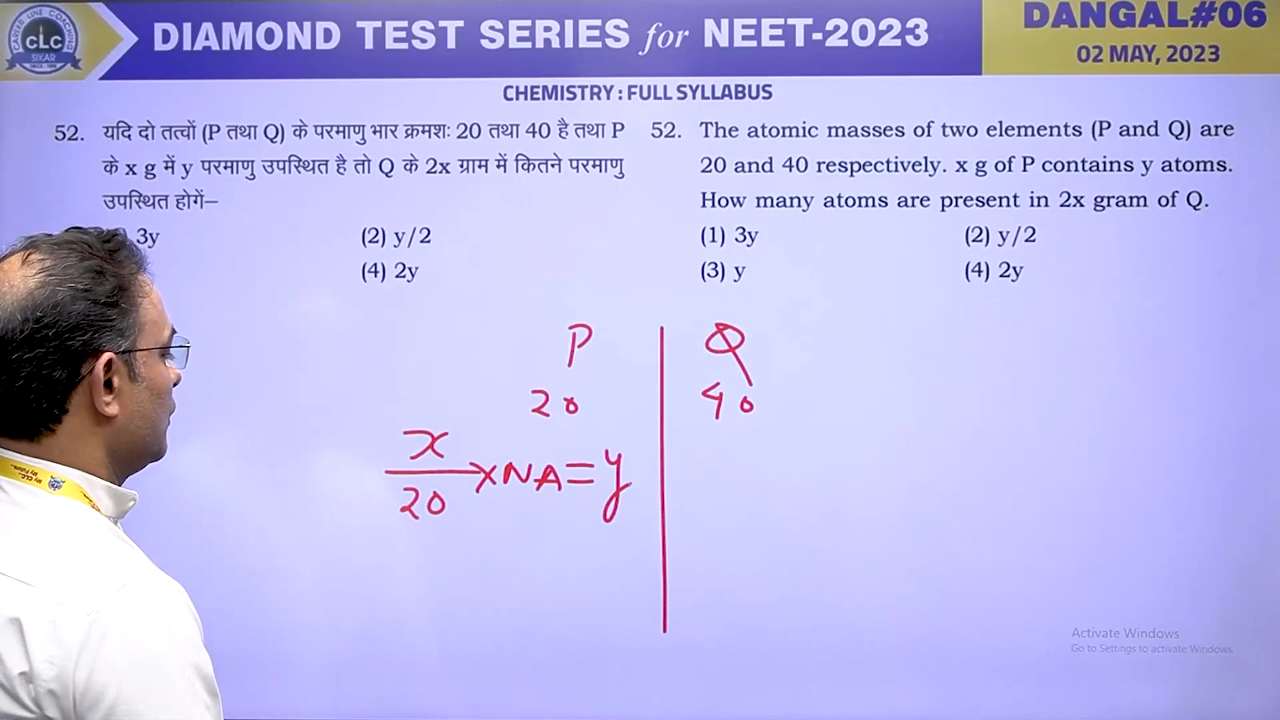 CAREER LINE COACHING
CLC
SIKAR
DIAMOND TEST SERIES for NEET-2023
DANGAL#06
02 MAY, 2023
CHEMISTRY : FULL SYLLABUS
52. यदि दो तत्वों (P तथा Q) के परमाणु भार क्रमशः 20 तथा 40 है तथा P
के x g में y परमाणु उपस्थित है तो Q के 2x ग्राम में कितने परमाणु
उपस्थित होगें–
3y (2) y/2
(4) 2y
52. The atomic masses of two elements (P and Q) are
20 and 40 respectively. x g of P contains y atoms.
How many atoms are present in 2x gram of Q.
(1) 3y (2) y/2
(3) y (4) 2y
P Q
20 40
x
20 × NA = y
Activate Windows
Go to Settings to activate Windows.